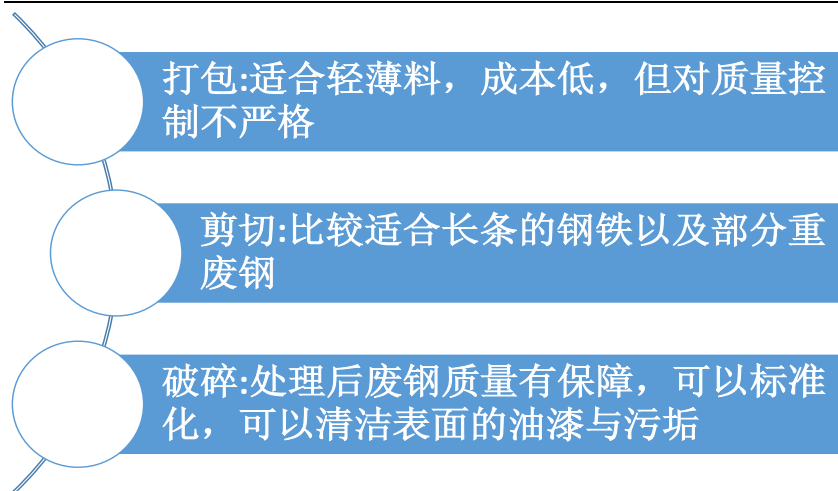 打包:适合轻薄料，成本低，但对质量控
制不严格
剪切:比较适合长条的钢铁以及部分重
废钢
破碎:处理后废钢质量有保障，可以标准
化，可以清洁表面的油漆与污垢